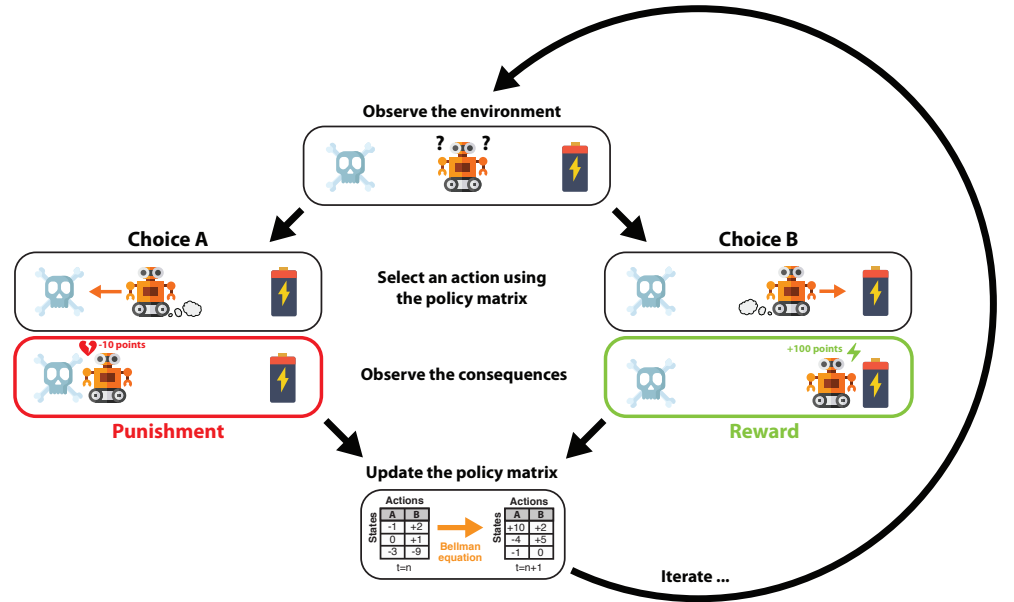 Observe the environment
? ?
Choice A
Choice B
Select an action using
the policy matrix
-10 points
+100 points
Observe the consequences
Punishment
Reward
Update the policy matrix
Actions
States
A B
-1 +2
0 +1
-3 -9
t=n
Bellman
equation
Actions
States
A B
+10 +2
-4 +5
-1 0
t=n+1
Iterate ...